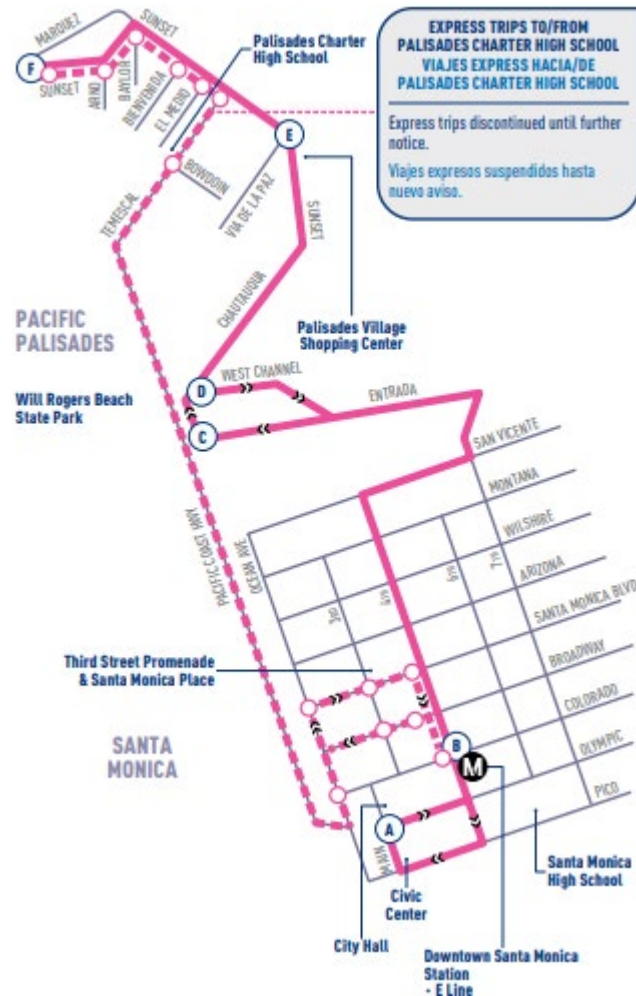 MARQUEZ
SUNSET
F
SUNSET
ARNO
BAYLOR
BIENVENIDA
EL MEDIO
Palisades Charter
High School
EXPRESS TRIPS TO/FROM
PALISADES CHARTER HIGH SCHOOL
VIAJES EXPRESS HACIA/DE
PALISADES CHARTER HIGH SCHOOL
Express trips discontinued until further
notice.
Viajes expresos suspendidos hasta
nuevo aviso.
E
BOWDOIN
TEMESCAL
VIA DE LA PAZ
SUNSET
CHAUTAUQUA
PACIFIC
PALISADES
Palisades Village
Shopping Center
Will Rogers Beach
State Park
D
WEST CHANNEL
ENTRADA
C
SAN VICENTE
MONTANA
WILSHIRE
ARIZONA
SANTA MONICA BLVD
BROADWAY
COLORADO
OLYMPIC
PICO
PACIFIC COAST HWY
OCEAN AVE
3RD
4TH
6TH
7TH
Third Street Promenade
& Santa Monica Place
SANTA
MONICA
B
M
A
MAIN
Civic
Center
City Hall
Santa Monica
High School
Downtown Santa Monica
Station
- E Line